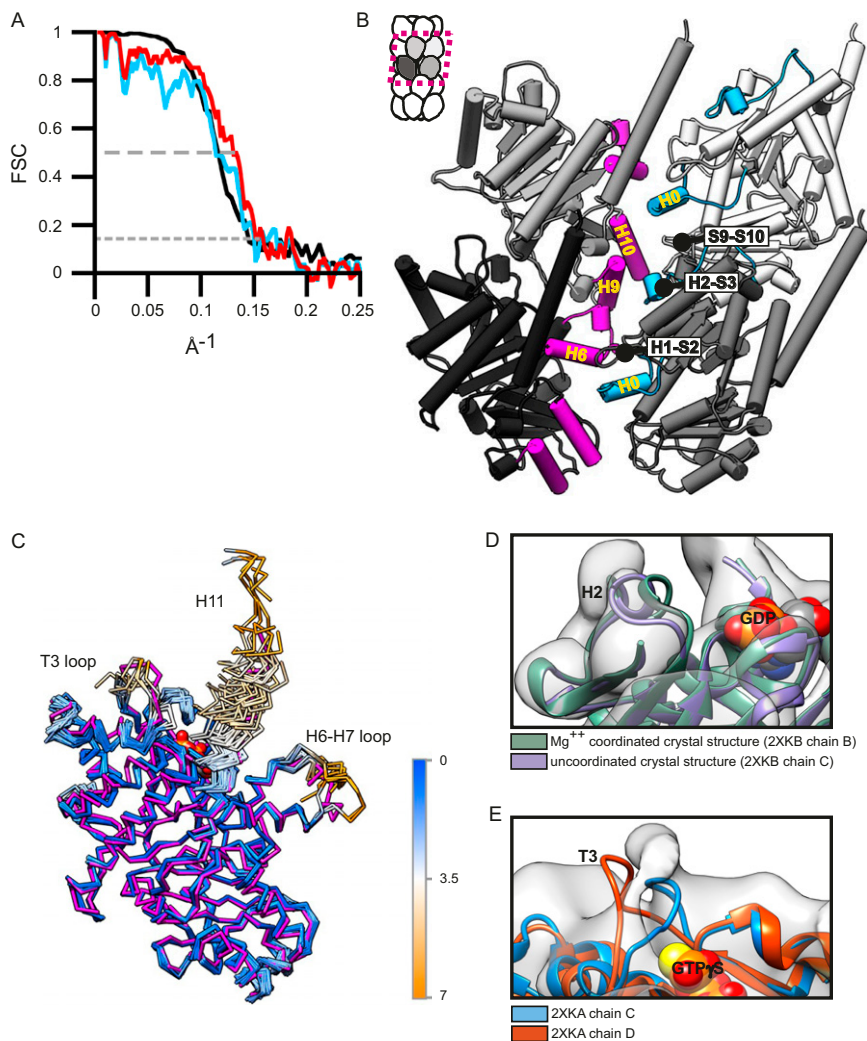 A
FSC
1
0.8
0.6
0.4
0.2
0
0 0.05 0.10 0.15 0.20 0.25
Å-1
B
H0
H10
S9-S10
H9
H2-S3
H6
H1-S2
H0
C
H11
T3 loop
H6-H7 loop
0
3.5
7
D
H2
GDP
Mg++ coordinated crystal structure (2XKB chain B)
uncoordinated crystal structure (2XKB chain C)
E
T3
GTPγS
2XKA chain C
2XKA chain D